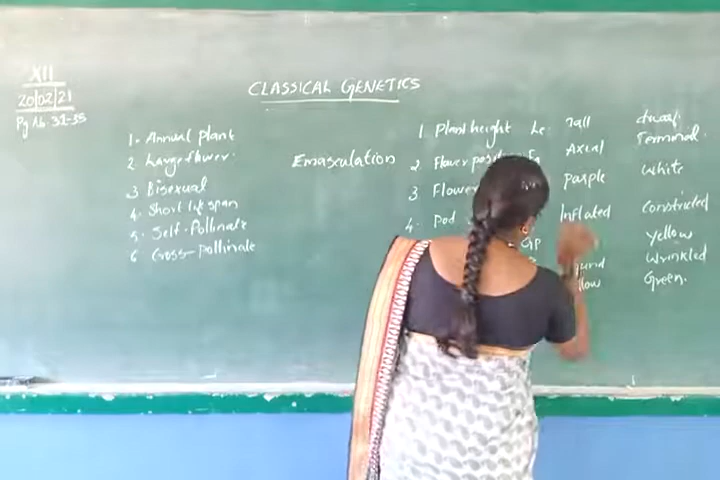 XII
20/02/21
Pg No. 31-35
CLASSICAL GENETICS
1. Annual plant
2. Large flower.
3 Bisexual
4. Short life span
5. Self-Pollinate
6 Cross-Pollinate
Emasculation
1. Plant height Le Tall dwarf.
2. Flower Axial Terminal
3. Flower Purple White
4. Pod Inflated Constricted
GP Yellow
Wrinkled
Green.